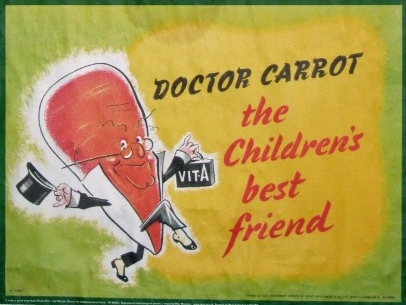 DOCTOR CARROT
the
Children's
best
friend
VIT-A